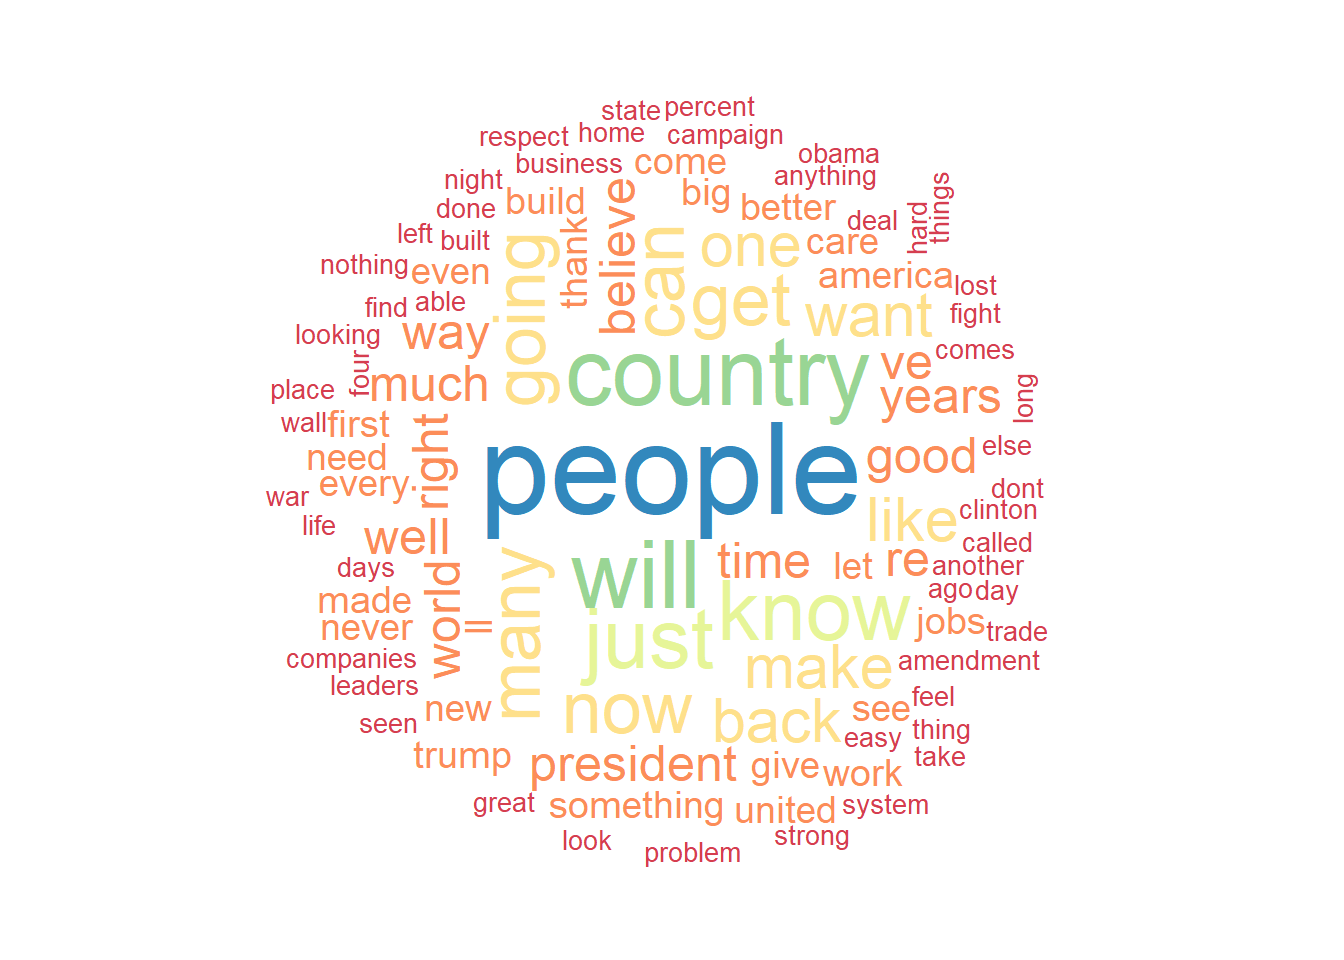 state percent
respect home campaign
business come obama
night build big anything
done believe better deal hard things
left built thank can one care
nothing even going get america lost
find able want fight
looking way country ve comes
place four much years long
wall first right people good else
need
war every dont
life well like clinton
days will time let re called
another
made many know ago day
never world ll just jobs trade
companies make amendment
leaders
seen new now back see feel
easy thing
trump president give work take
great something united system
look problem strong